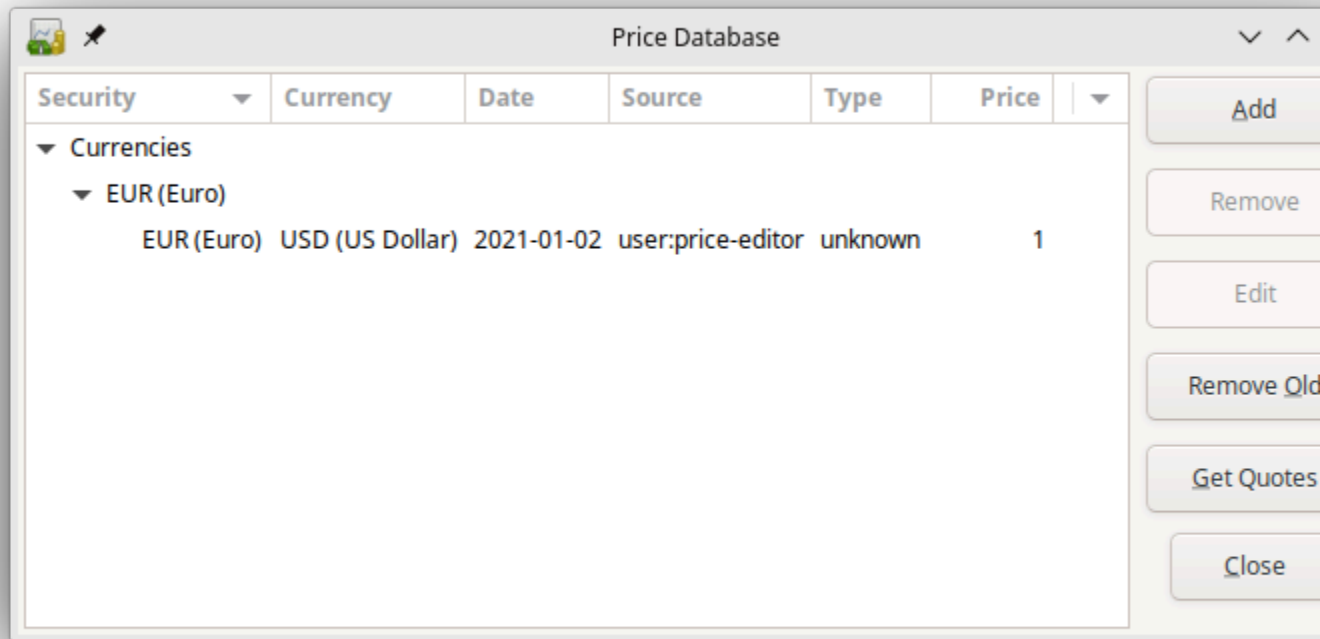 Price Database
Security Currency Date Source Type Price
Currencies
EUR (Euro)
EUR (Euro) USD (US Dollar) 2021-01-02 user:price-editor unknown 1
Add
Remove
Edit
Remove Old
Get Quotes
Close